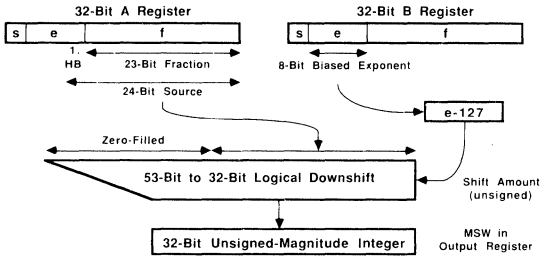 32-Bit A Register
32-Bit B Register
s e f
s e f
1.
HB
23-Bit Fraction
8-Bit Biased Exponent
24-Bit Source
e-127
Zero-Filled
53-Bit to 32-Bit Logical Downshift
Shift Amount
(unsigned)
32-Bit Unsigned-Magnitude Integer
MSW in
Output Register